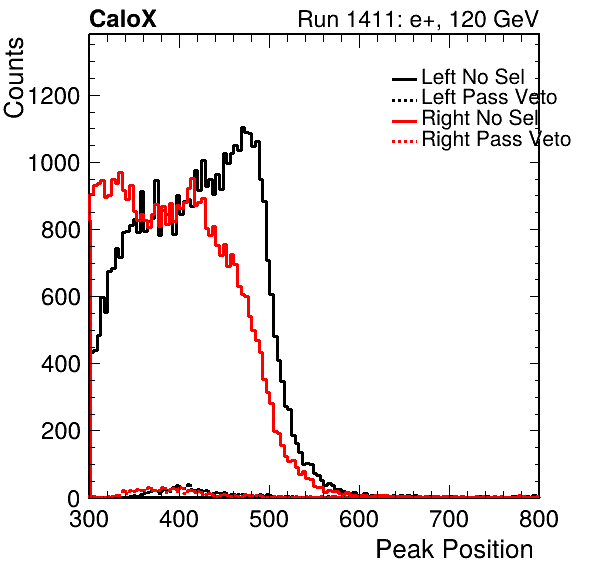 CaloX
Run 1411: e+, 120 GeV
Counts
Left No Sel
Left Pass Veto
Right No Sel
Right Pass Veto
1200
1000
800
600
400
200
0
300 400 500 600 700 800
Peak Position